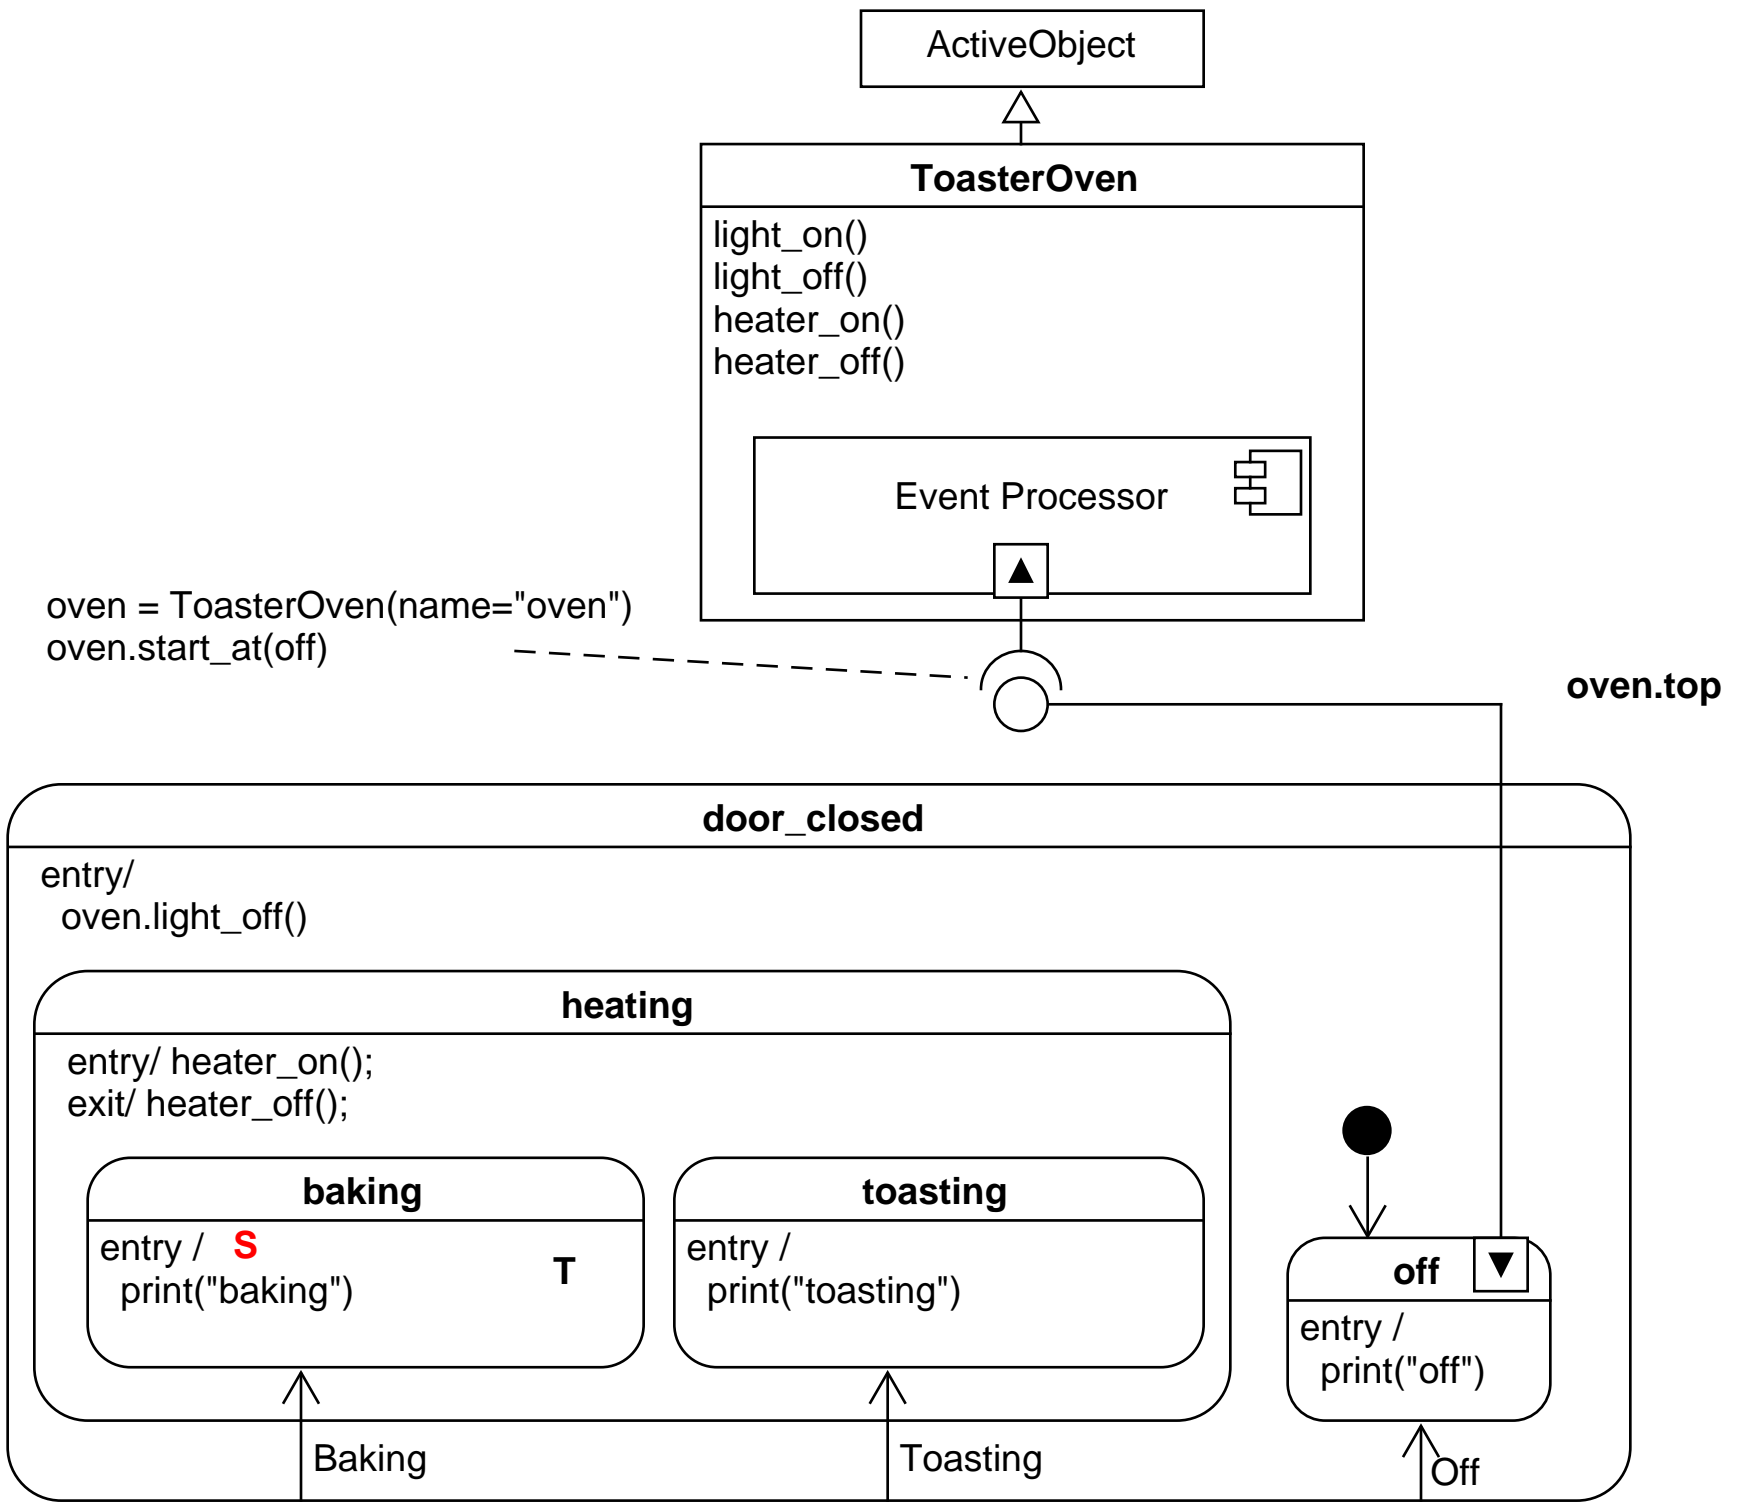 ActiveObject
ToasterOven
light_on()
light_off()
heater_on()
heater_off()
Event Processor
oven = ToasterOven(name="oven")
oven.start_at(off)
oven.top
door_closed
entry/
oven.light_off()
heating
entry/ heater_on();
exit/ heater_off();
baking
entry / S
print("baking")
T
toasting
entry /
print("toasting")
off
entry /
print("off")
Baking
Toasting
Off